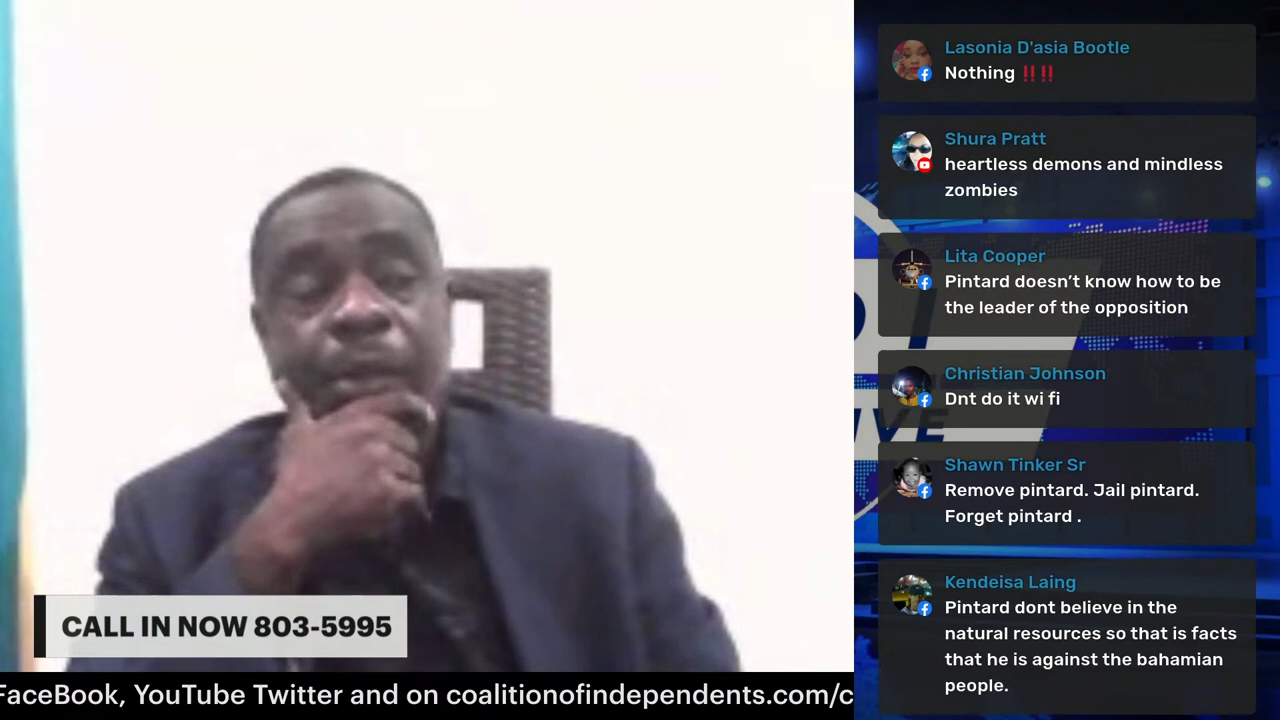 CALL IN NOW 803-5995
FaceBook, YouTube Twitter and on coalitionofindependents.com/c
Lasonia D'asia Bootle
Nothing ‼️‼️
Shura Pratt
heartless demons and mindless
zombies
Lita Cooper
Pintard doesn’t know how to be
the leader of the opposition
Christian Johnson
Dnt do it wi fi
Shawn Tinker Sr
Remove pintard. Jail pintard.
Forget pintard .
Kendeisa Laing
Pintard dont believe in the
natural resources so that is facts
that he is against the bahamian
people.